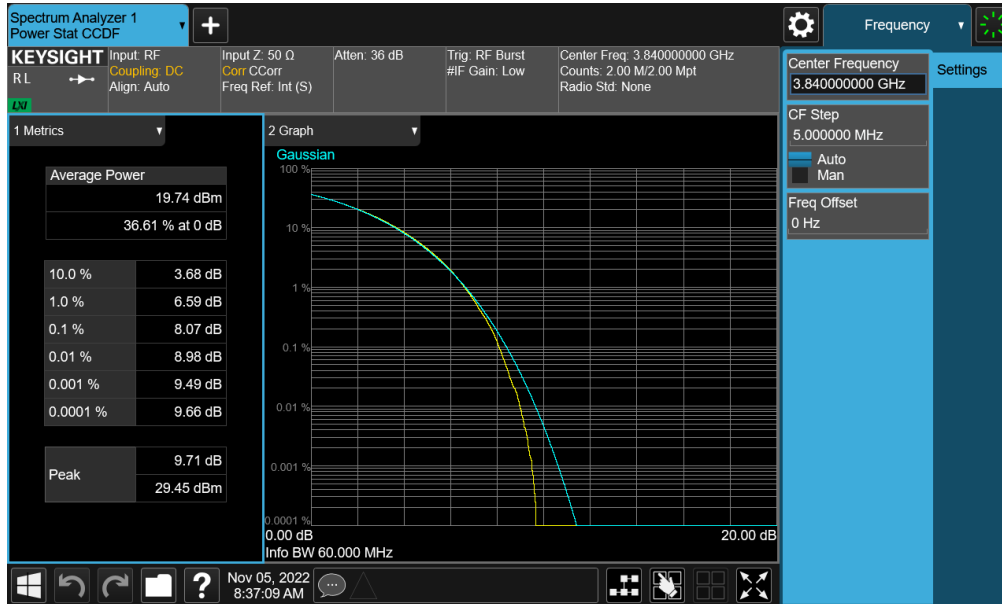 Spectrum Analyzer 1
Power Stat CCDF
Frequency
KEYSIGHT
R L
LXI
Input: RF
Coupling: DC
Align: Auto
Input Z: 50 Ω
Corr CCorr
Freq Ref: Int (S)
Atten: 36 dB
Trig: RF Burst
#IF Gain: Low
Center Freq: 3.840000000 GHz
Counts: 2.00 M/2.00 Mpt
Radio Std: None
Center Frequency
3.840000000 GHz
Settings
CF Step
5.000000 MHz
Auto
Man
Freq Offset
0 Hz
1 Metrics
Average Power
19.74 dBm
36.61 % at 0 dB
10.0 % 3.68 dB
1.0 % 6.59 dB
0.1 % 8.07 dB
0.01 % 8.98 dB
0.001 % 9.49 dB
0.0001 % 9.66 dB
Peak
9.71 dB
29.45 dBm
2 Graph
Gaussian
100 %
10 %
1 %
0.1 %
0.01 %
0.001 %
0.0001 %
0.00 dB 20.00 dB
Info BW 60.000 MHz
?
Nov 05, 2022
8:37:09 AM